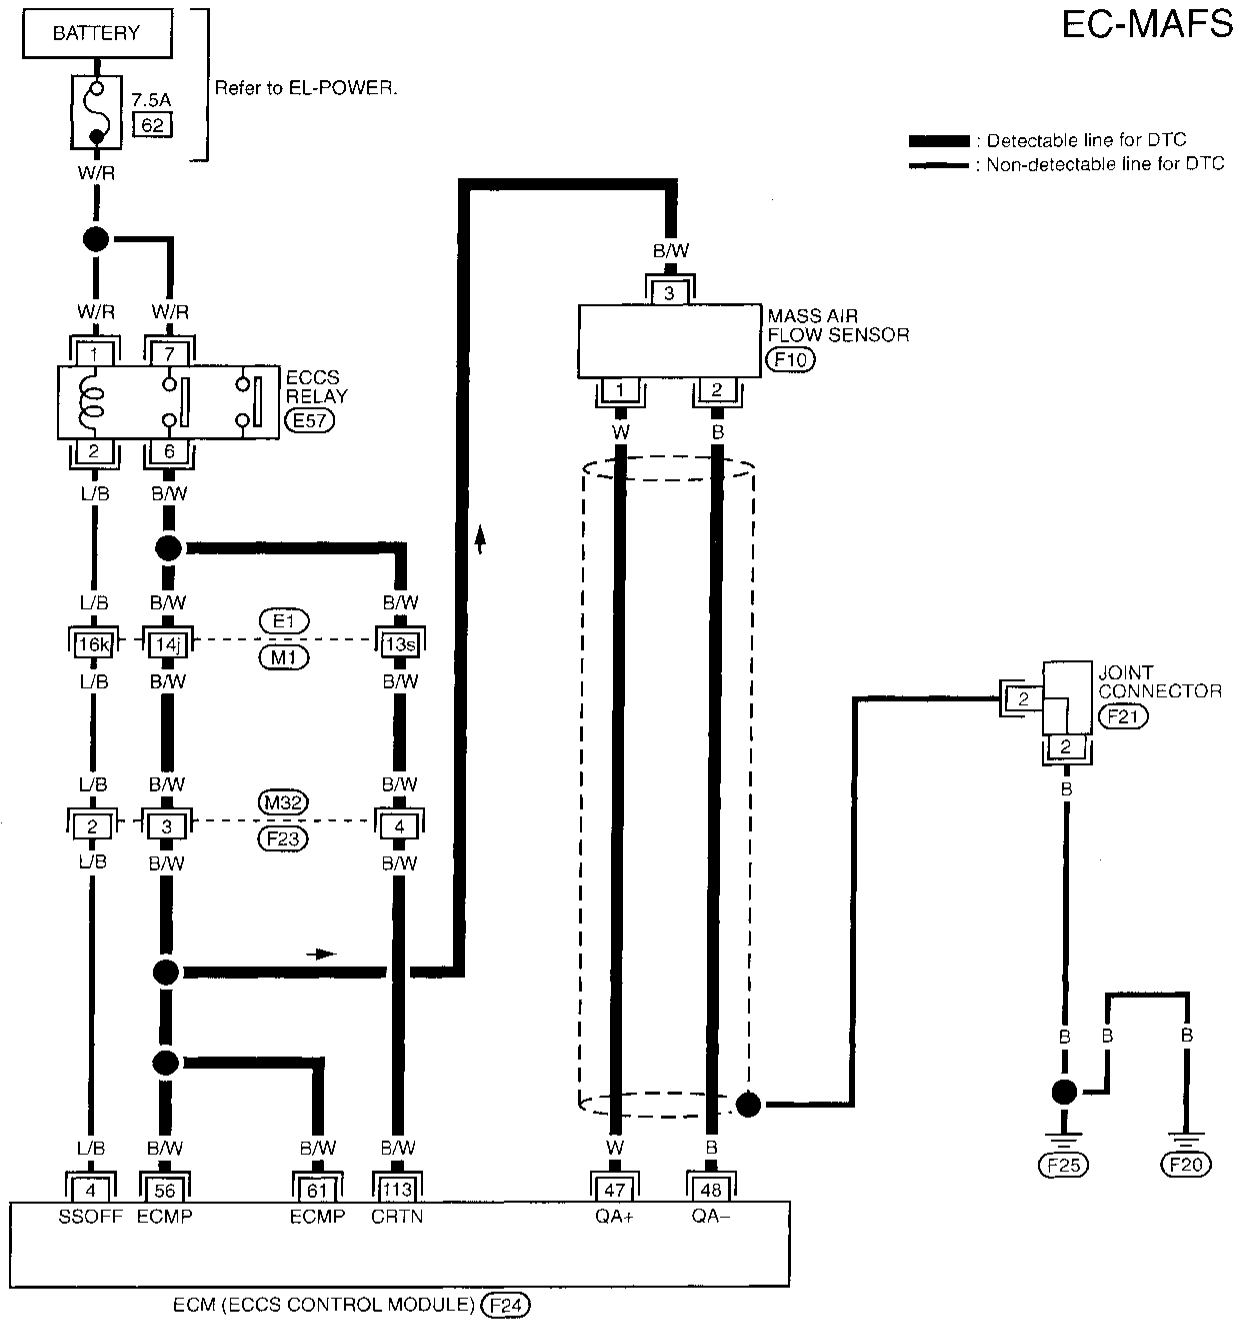 EC-MAFS
BATTERY
Refer to EL-POWER.
7.5A
62
: Detectable line for DTC
: Non-detectable line for DTC
W/R
B/W
3
MASS AIR
FLOW SENSOR
F10
W/R W/R
1 7
ECCS
RELAY
E57
1 2
2 6
W B
L/B B/W
L/B B/W B/W
E1
16k 14j 13s
M1
L/B B/W B/W
JOINT
CONNECTOR
F21
2
2
B
L/B B/W B/W
M32
2 3 4
F23
L/B B/W B/W
B B B
L/B B/W B/W B/W W B
F25 F20
4 56 61 113 47 48
SSOFF ECMP ECMP CRTN QA+ QA−
ECM (ECCS CONTROL MODULE) F24